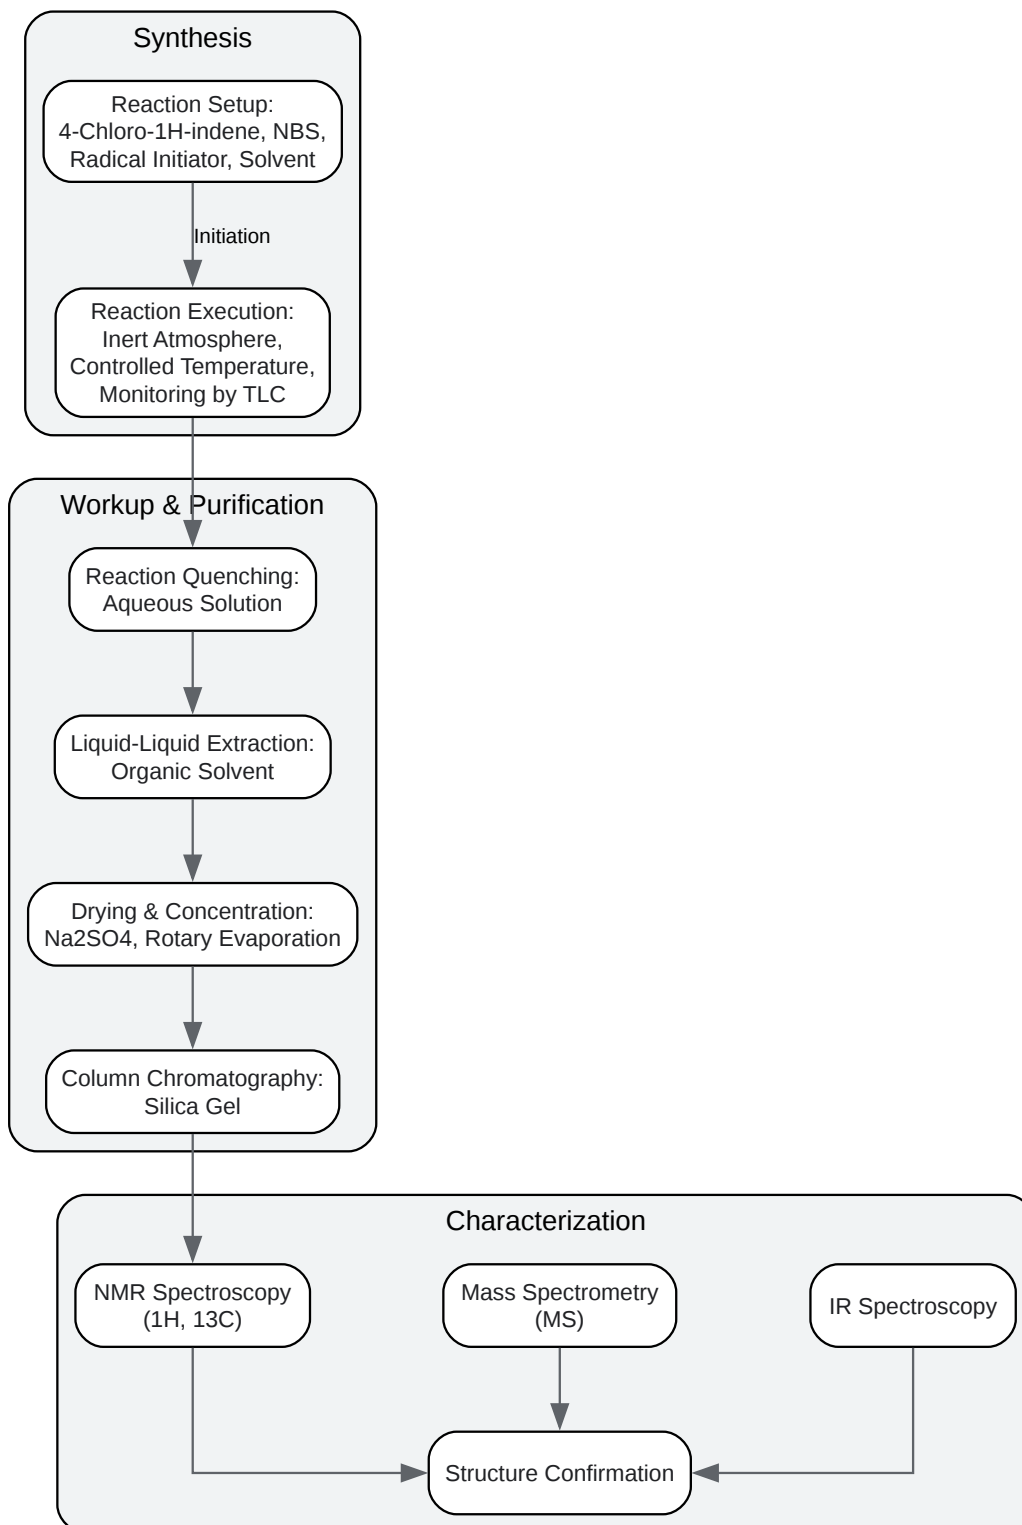 Synthesis
Reaction Setup:
4-Chloro-1H-indene, NBS,
Radical Initiator, Solvent
Initiation
Reaction Execution:
Inert Atmosphere,
Controlled Temperature,
Monitoring by TLC
Workup & Purification
Reaction Quenching:
Aqueous Solution
Liquid-Liquid Extraction:
Organic Solvent
Drying & Concentration:
Na2SO4, Rotary Evaporation
Column Chromatography:
Silica Gel
Characterization
NMR Spectroscopy
(1H, 13C)
Mass Spectrometry
(MS)
IR Spectroscopy
Structure Confirmation